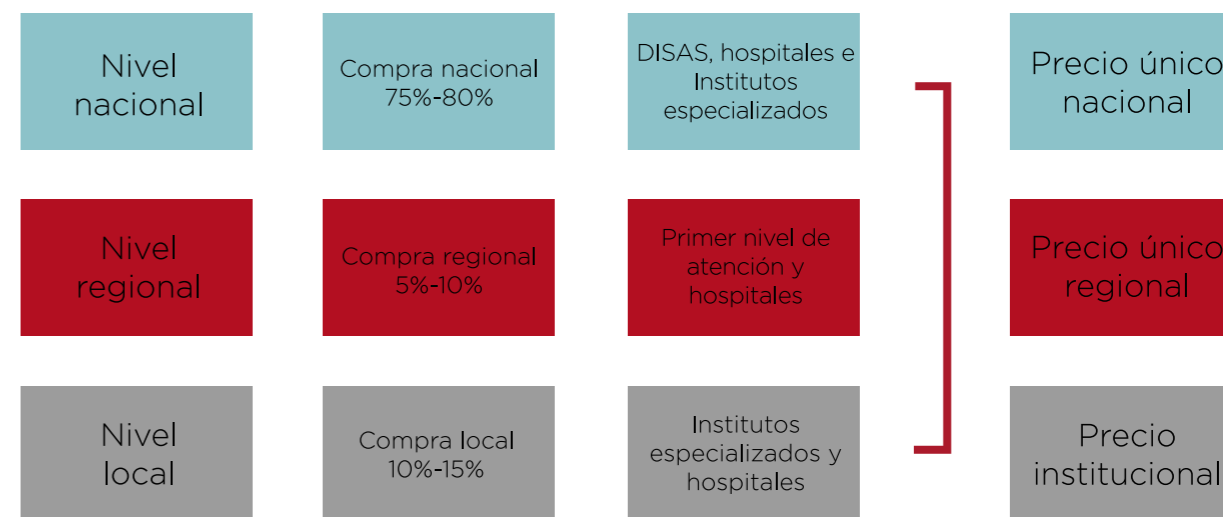 Nivel
nacional
Compra nacional
75%-80%
DISAS, hospitales e
Institutos
especializados
Precio único
nacional
Nivel
regional
Compra regional
5%-10%
Primer nivel de
atención y
hospitales
Precio único
regional
Nivel
local
Compra local
10%-15%
Institutos
especializados y
hospitales
Precio
institucional